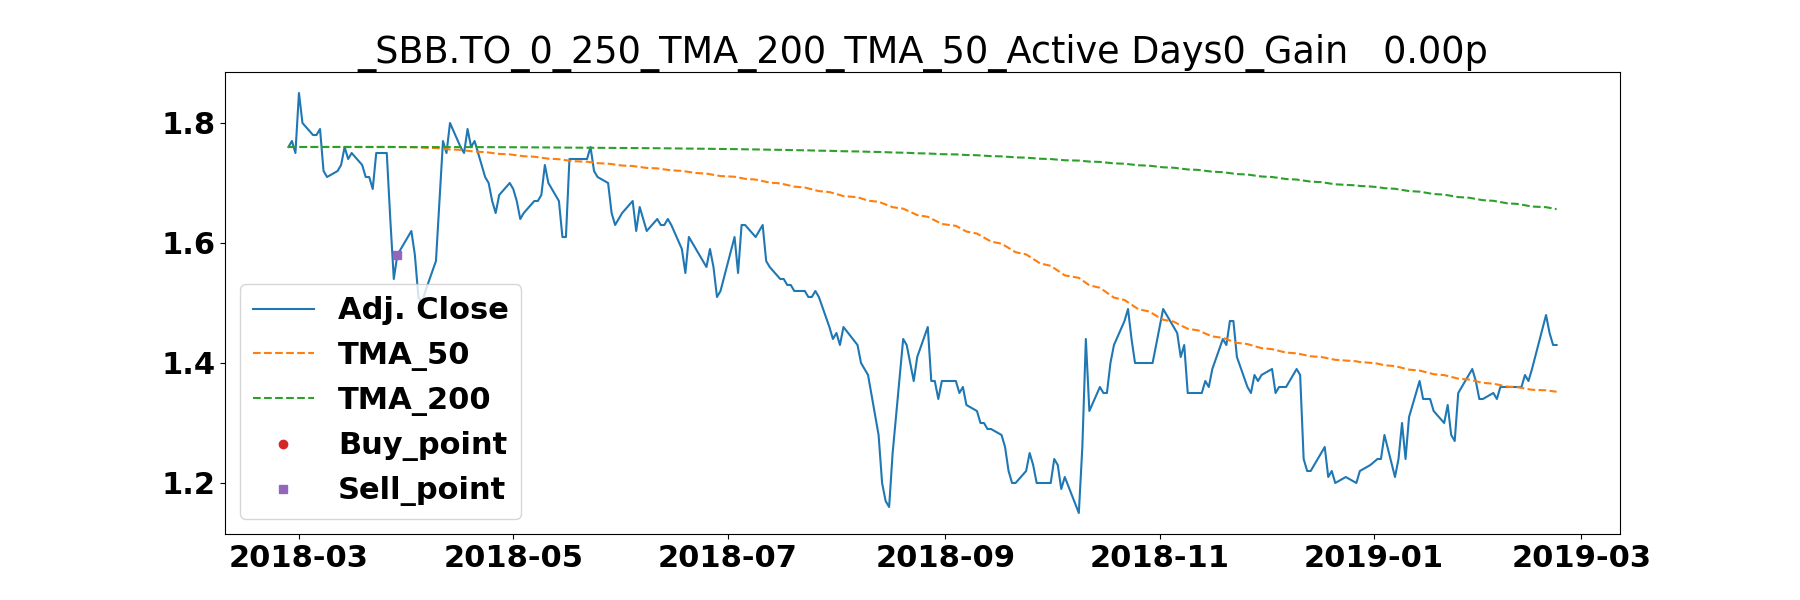 _SBB.TO_0_250_TMA_200_TMA_50_Active Days0_Gain   0.00p
1.8
1.6
1.4
1.2
Adj. Close
TMA_50
TMA_200
Buy_point
Sell_point
2018-03 2018-05 2018-07 2018-09 2018-11 2019-01 2019-03